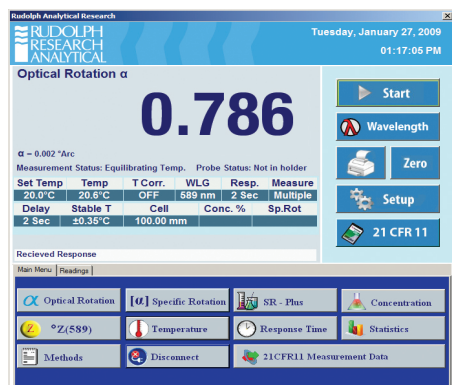 Rudolph Analytical Research
RUDOLPH
RESEARCH
ANALYTICAL
Tuesday, January 27, 2009
01:17:05 PM
Optical Rotation α
0.786
α - 0.002 °Arc
Measurement Status: Equilibrating Temp. Probe Status: Not in holder
Set Temp Temp T Corr. WLG Resp. Measure
20.0°C 20.6°C OFF 589 nm 2 Sec Multiple
Delay Stable T Cell Conc. % Sp.Rot
2 Sec ±0.35°C 100.00 mm
Recieved Response
Start
Wavelength
Zero
Setup
21 CFR 11
Main Menu Readings
α Optical Rotation [α] Specific Rotation SR - Plus Concentration
Z °Z(589) Temperature Response Time Statistics
Methods Disconnect 21CFR11 Measurement Data